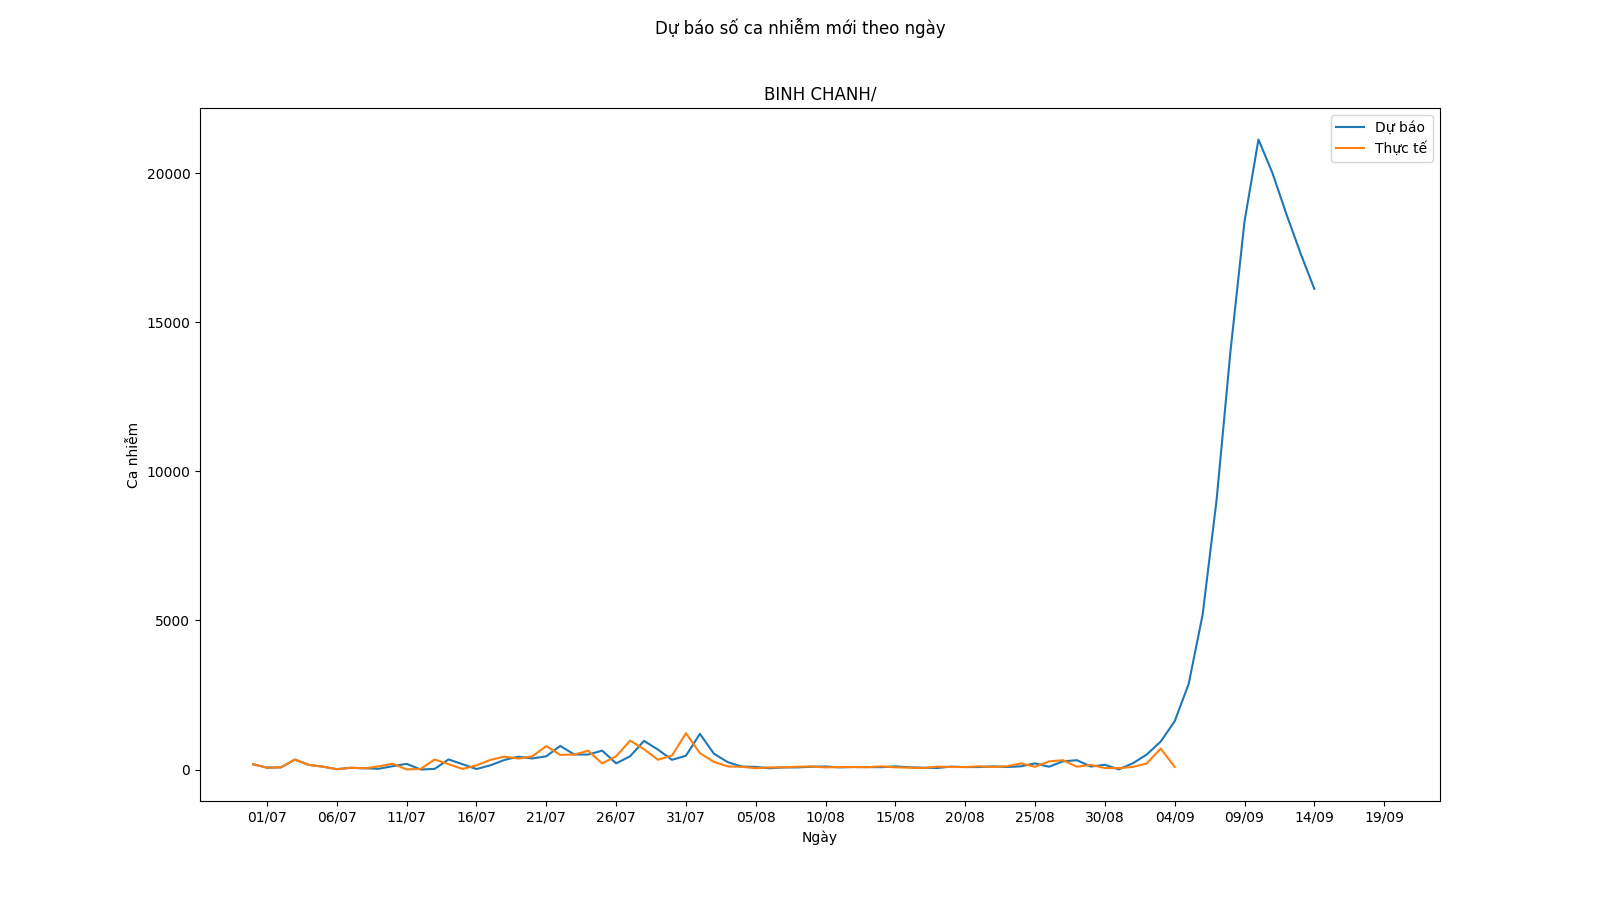 Dự báo số ca nhiễm mới theo ngày
BINH CHANH/
Dự báo
Thực tế
Ca nhiễm
20000
15000
10000
5000
0
01/07 06/07 11/07 16/07 21/07 26/07 31/07 05/08 10/08 15/08 20/08 25/08 30/08 04/09 09/09 14/09 19/09
Ngày